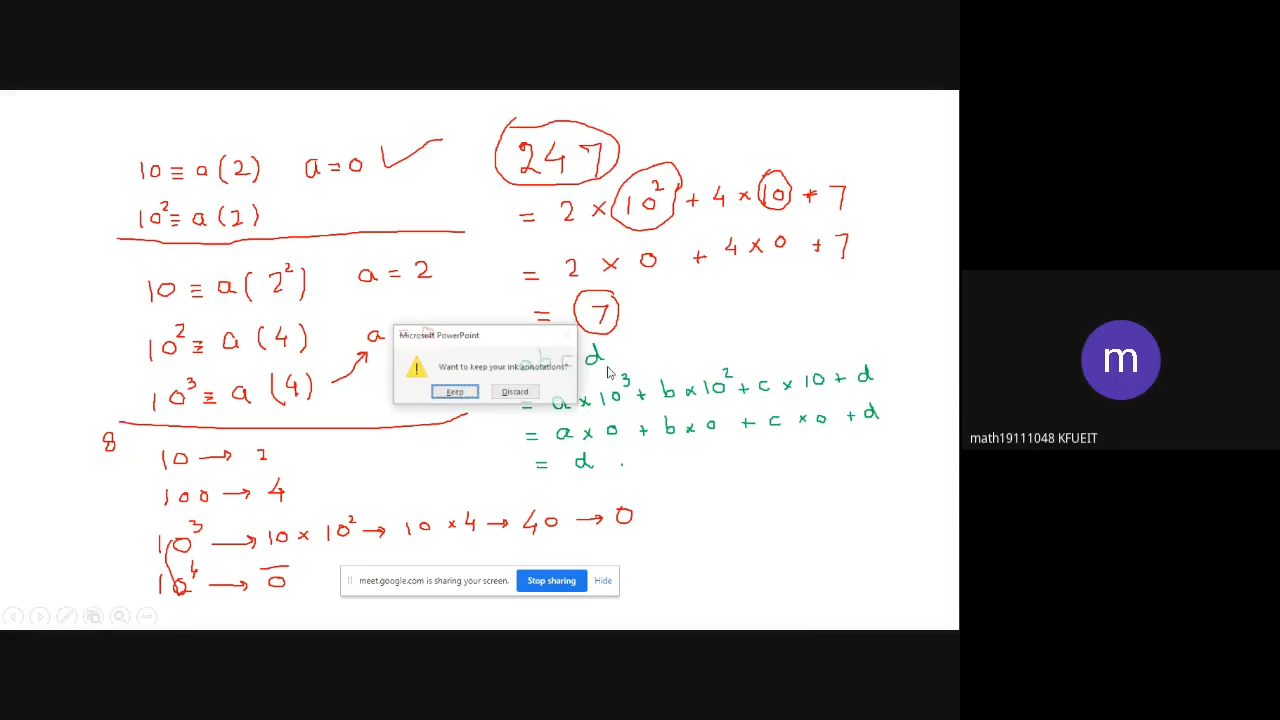 10 ≡ a (2) a = 0 ✓
10² ≡ a (2)
10 ≡ a (2²) a = 2
10² ≡ a (4) a =
10³ ≡ a (4)
8
10 → 2
100 → 4
10³ → 10 × 10² → 10 × 4 → 40 → 0
10⁴ → 0
247
= 2 × 10² + 4 × 10 + 7
= 2 × 0 + 4 × 0 + 7
= 7
a b c d
= a × 10³ + b × 10² + c × 10 + d
= a × 0 + b × 0 + c × 0 + d
= d .
Microsoft PowerPoint
Want to keep your ink annotations?
Keep Discard
meet.google.com is sharing your screen. Stop sharing Hide
m
math19111048 KFUEIT